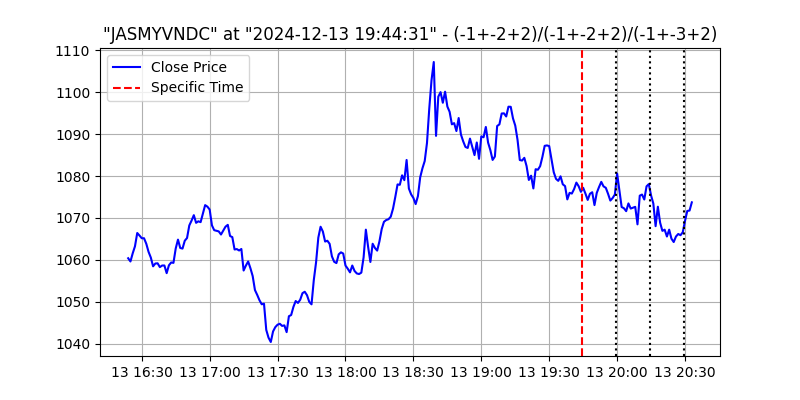 "JASMYVNDC" at "2024-12-13 19:44:31" - (-1+-2+2)/(-1+-2+2)/(-1+-3+2)
Close Price
Specific Time
1110
1100
1090
1080
1070
1060
1050
1040
13 16:30 13 17:00 13 17:30 13 18:00 13 18:30 13 19:00 13 19:30 13 20:00 13 20:30